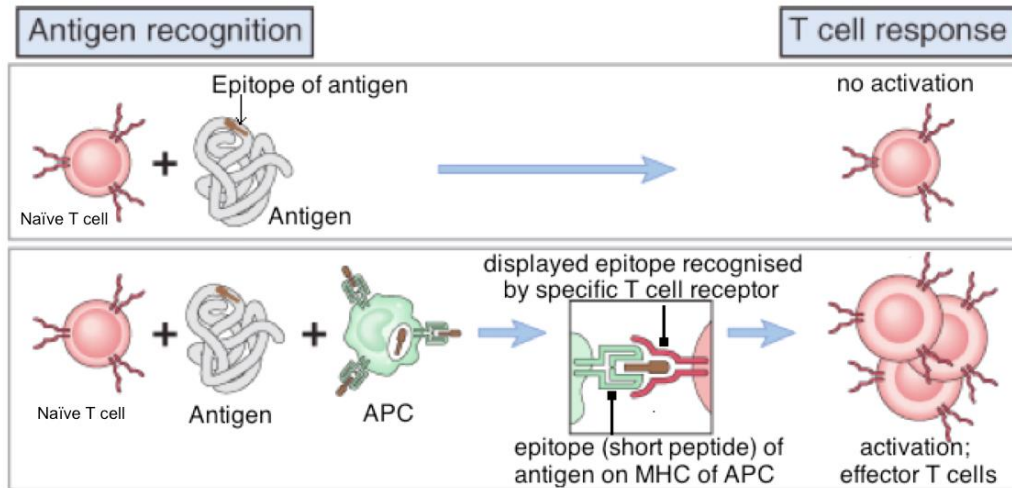 Antigen recognition
T cell response
Epitope of antigen
no activation
+
Naïve T cell
Antigen
displayed epitope recognised
by specific T cell receptor
+
+
Naïve T cell
Antigen
APC
epitope (short peptide) of
antigen on MHC of APC
activation;
effector T cells